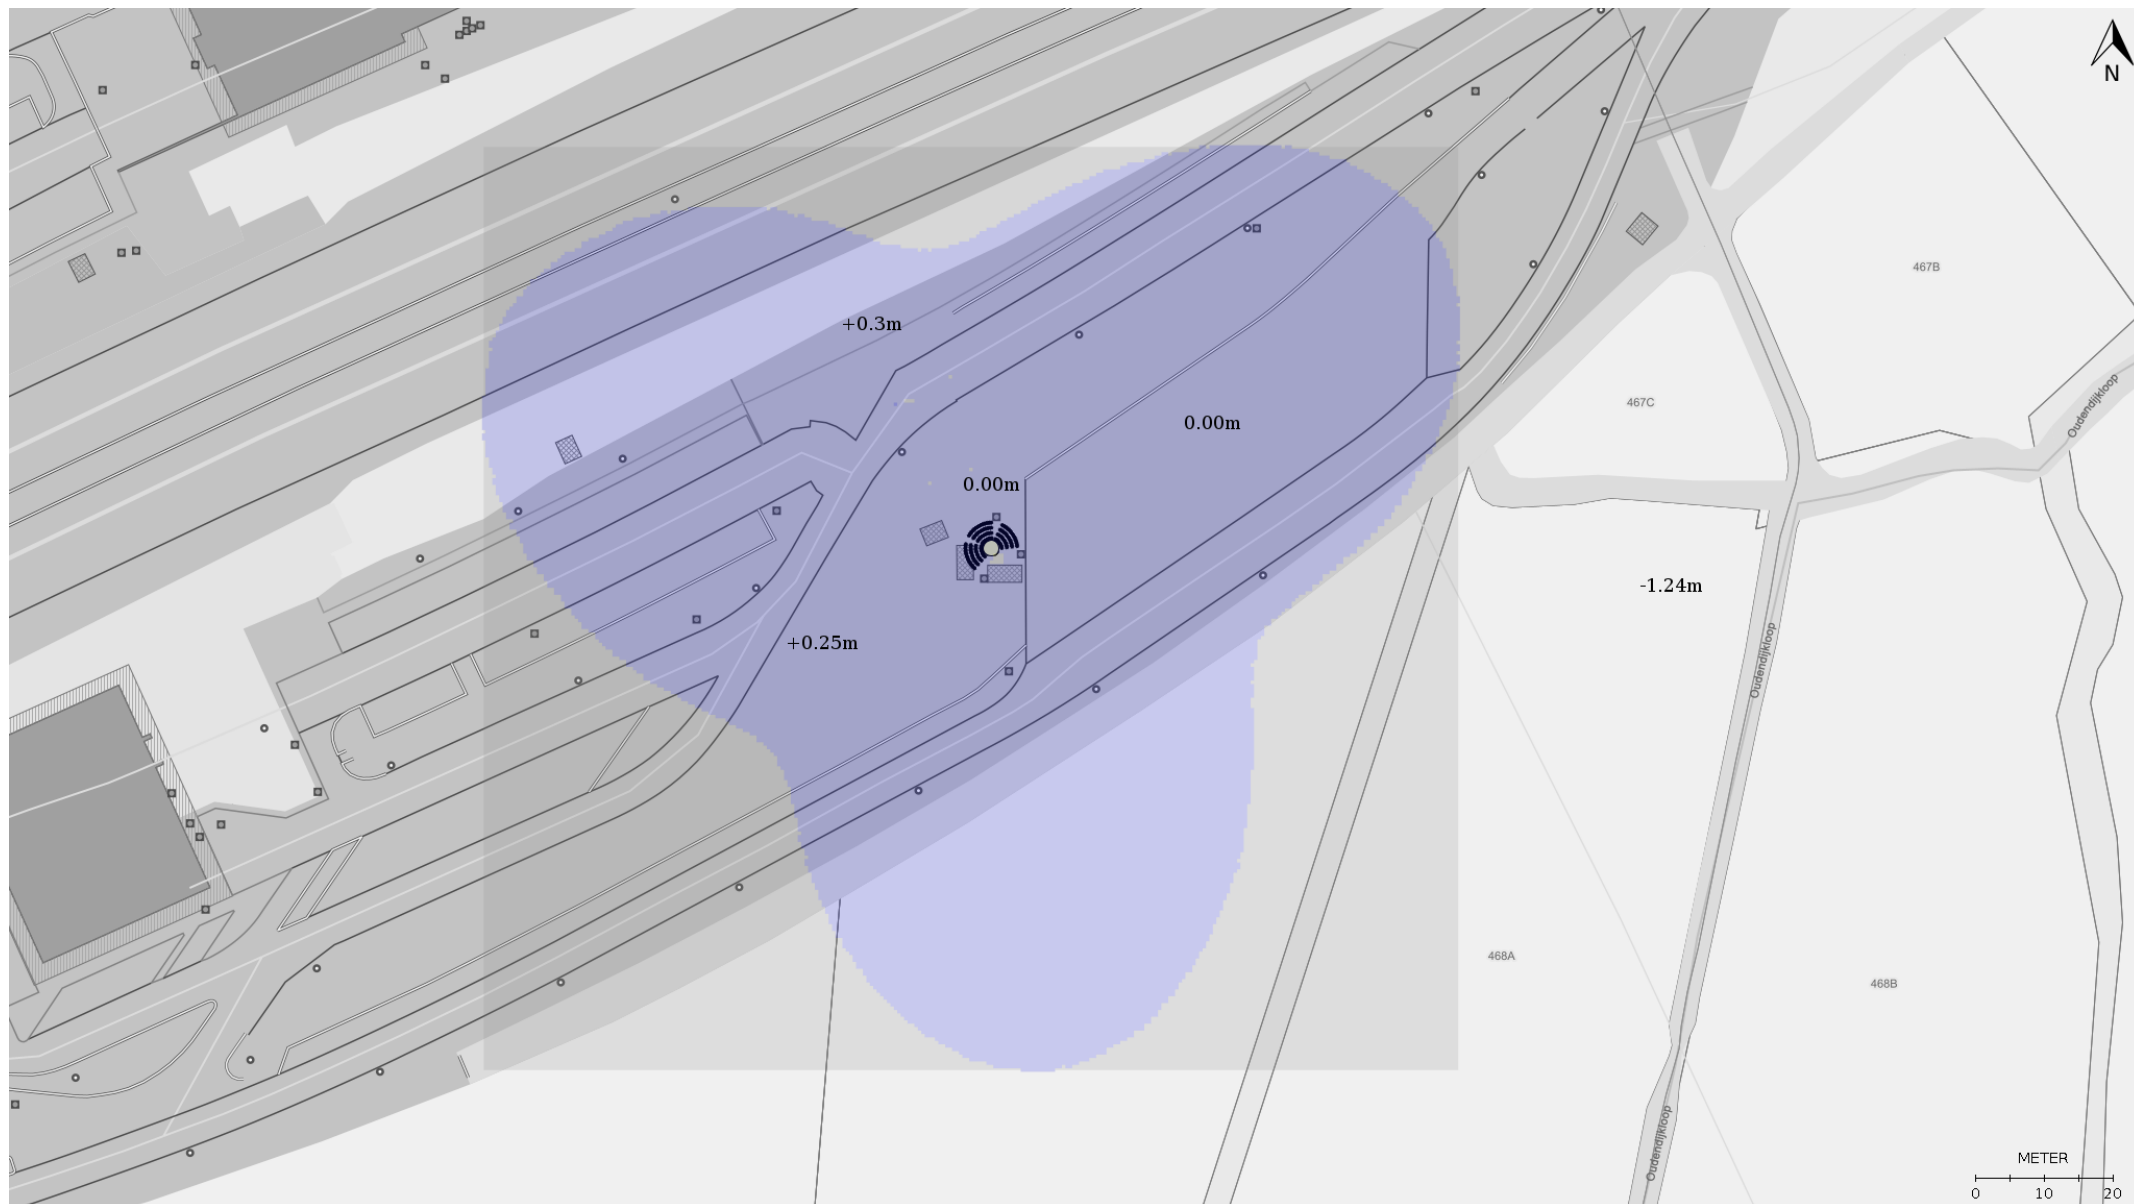 N
467B
+0.3m
Oudendijkloop
467C
0.00m
0.00m
-1.24m
+0.25m
Oudendijkloop
468A
468B
Oudendijkloop
METER
0 10 20